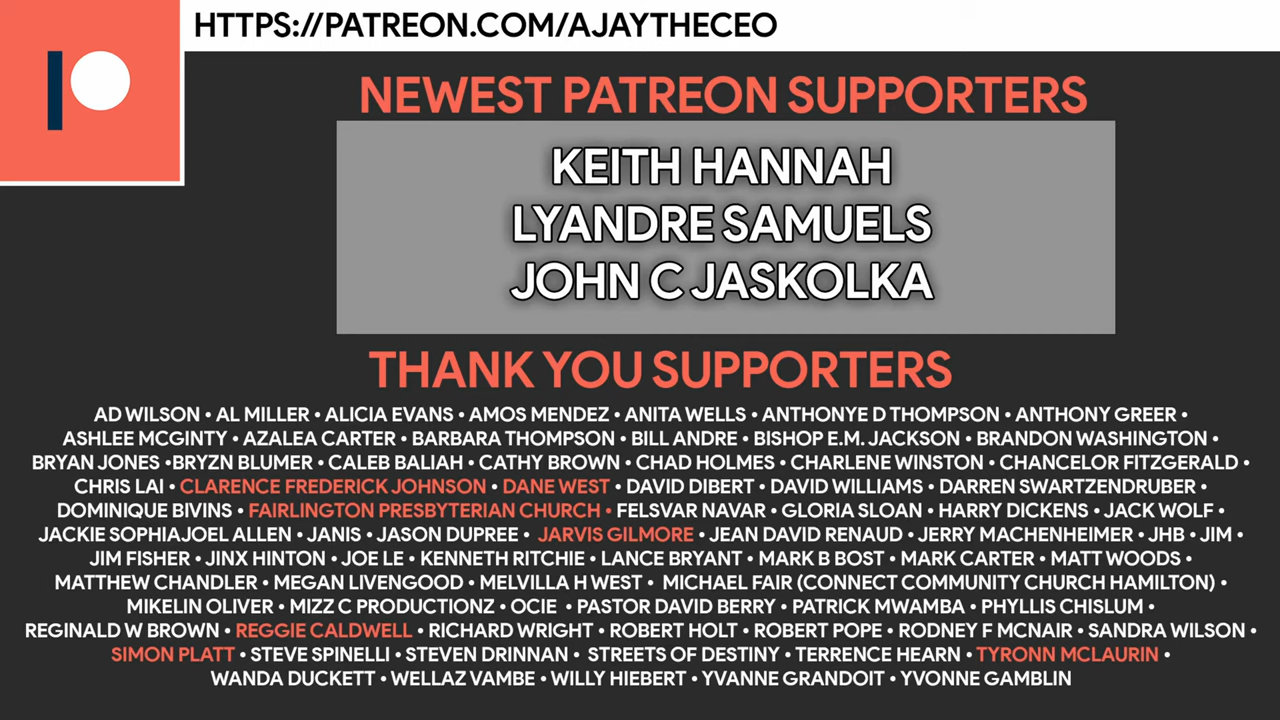 HTTPS://PATREON.COM/AJAYTHECEO
NEWEST PATREON SUPPORTERS
KEITH HANNAH
LYANDRE SAMUELS
JOHN C JASKOLKA
THANK YOU SUPPORTERS
AD WILSON • AL MILLER • ALICIA EVANS • AMOS MENDEZ • ANITA WELLS • ANTHONYE D THOMPSON • ANTHONY GREER •
ASHLEE MCGINTY • AZALEA CARTER • BARBARA THOMPSON • BILL ANDRE • BISHOP E.M. JACKSON • BRANDON WASHINGTON •
BRYAN JONES •BRYZN BLUMER • CALEB BALIAH • CATHY BROWN • CHAD HOLMES • CHARLENE WINSTON • CHANCELOR FITZGERALD •
CHRIS LAI • CLARENCE FREDERICK JOHNSON • DANE WEST • DAVID DIBERT • DAVID WILLIAMS • DARREN SWARTZENDRUBER •
DOMINIQUE BIVINS • FAIRLINGTON PRESBYTERIAN CHURCH • FELSVAR NAVAR • GLORIA SLOAN • HARRY DICKENS • JACK WOLF •
JACKIE SOPHIAJOEL ALLEN • JANIS • JASON DUPREE • JARVIS GILMORE • JEAN DAVID RENAUD • JERRY MACHENHEIMER • JHB • JIM •
JIM FISHER • JINX HINTON • JOE LE • KENNETH RITCHIE • LANCE BRYANT • MARK B BOST • MARK CARTER • MATT WOODS •
MATTHEW CHANDLER • MEGAN LIVENGOOD • MELVILLA H WEST • MICHAEL FAIR (CONNECT COMMUNITY CHURCH HAMILTON) •
MIKELIN OLIVER • MIZZ C PRODUCTIONZ • OCIE • PASTOR DAVID BERRY • PATRICK MWAMBA • PHYLLIS CHISLUM •
REGINALD W BROWN • REGGIE CALDWELL • RICHARD WRIGHT • ROBERT HOLT • ROBERT POPE • RODNEY F MCNAIR • SANDRA WILSON •
SIMON PLATT • STEVE SPINELLI • STEVEN DRINNAN • STREETS OF DESTINY • TERRENCE HEARN • TYRONN MCLAURIN •
WANDA DUCKETT • WELLAZ VAMBE • WILLY HIEBERT • YVANNE GRANDOIT • YVONNE GAMBLIN